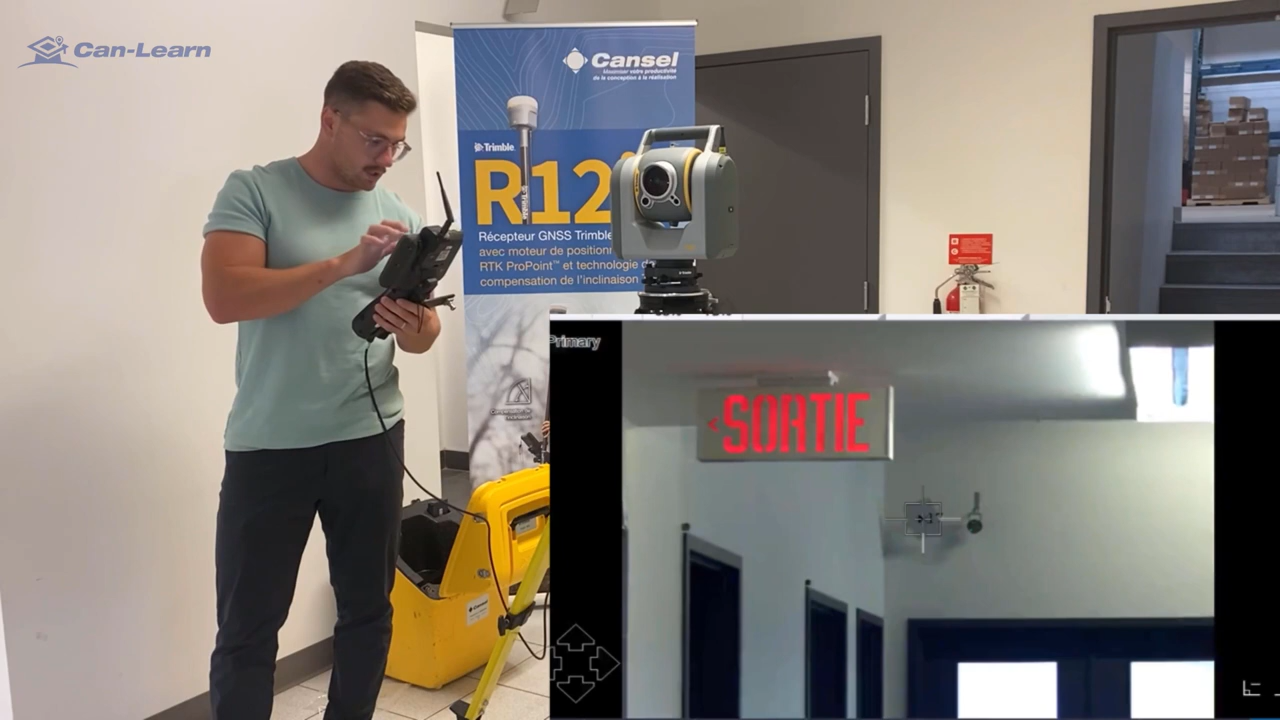 Can-Learn
Cansel
Maximiser votre productivité
de la conception à la réalisation
Trimble
R12
Récepteur GNSS Trimble
avec moteur de position
RTK ProPoint™ et technologie d
compensation de l'inclinaison
Primary
SORTIE